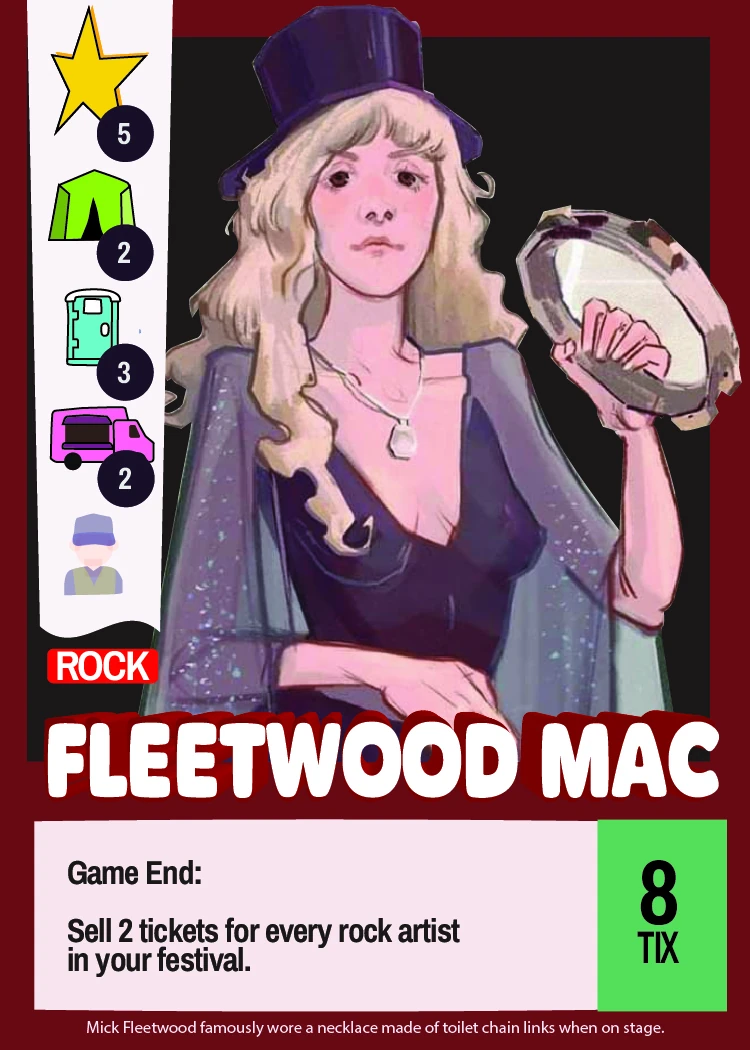 5
2
3
2
ROCK
FLEETWOOD MAC
Game End:
Sell 2 tickets for every rock artist
in your festival.
8
TIX
Mick Fleetwood famously wore a necklace made of toilet chain links when on stage.